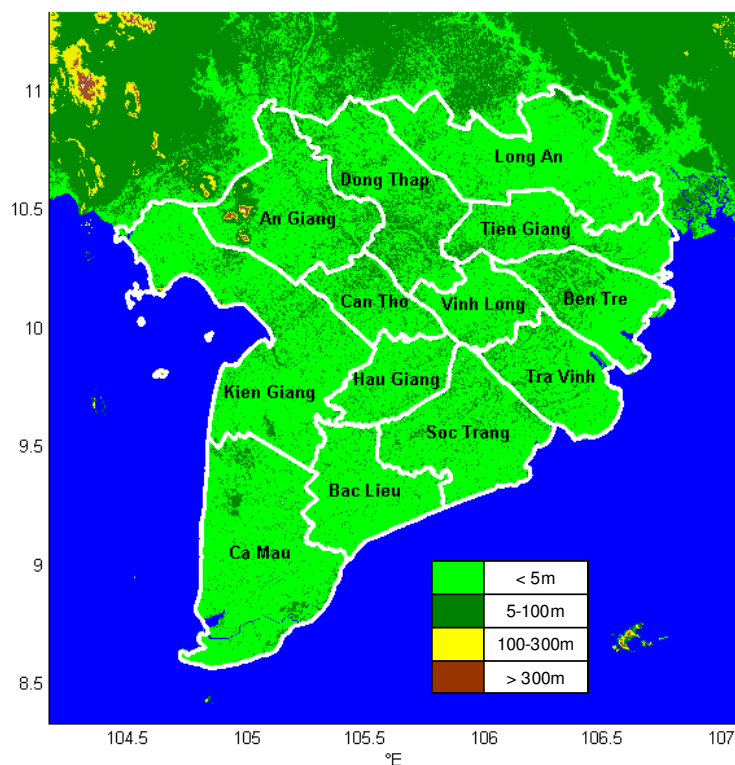 11
10.5
10
9.5
9
8.5
Long An
Dong Thap
An Giang
Tien Giang
Can Tho
Vinh Long
Ben Tre
Hau Giang
Tra Vinh
Kien Giang
Soc Trang
Bac Lieu
Ca Mau
< 5m
5-100m
100-300m
> 300m
104.5 105 105.5 106 106.5 107
°E